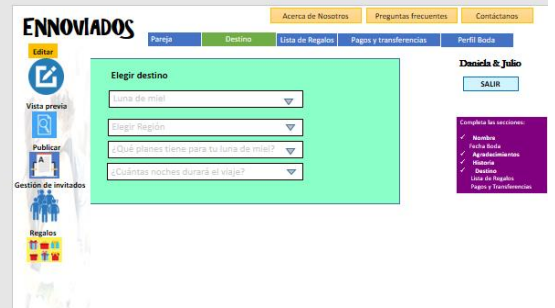 ENNOVIADOS
Acerca de Nosotros
Preguntas frecuentes
Contáctanos
Pareja
Destino
Lista de Regalos
Pagos y transferencias
Perfil Boda
Editar
Vista previa
Publicar
A
Gestión de invitados
Regalos
Elegir destino
Luna de miel
Elegir Región
¿Qué planes tiene para tu luna de miel?
¿Cuántas noches durará el viaje?
Daniela & Julio
SALIR
Completa las secciones:
✓ Nombre
Fecha Boda
✓ Agradecimientos
✓ Historia
✓ Destino
Lista de Regalos
Pagos y Transferencias